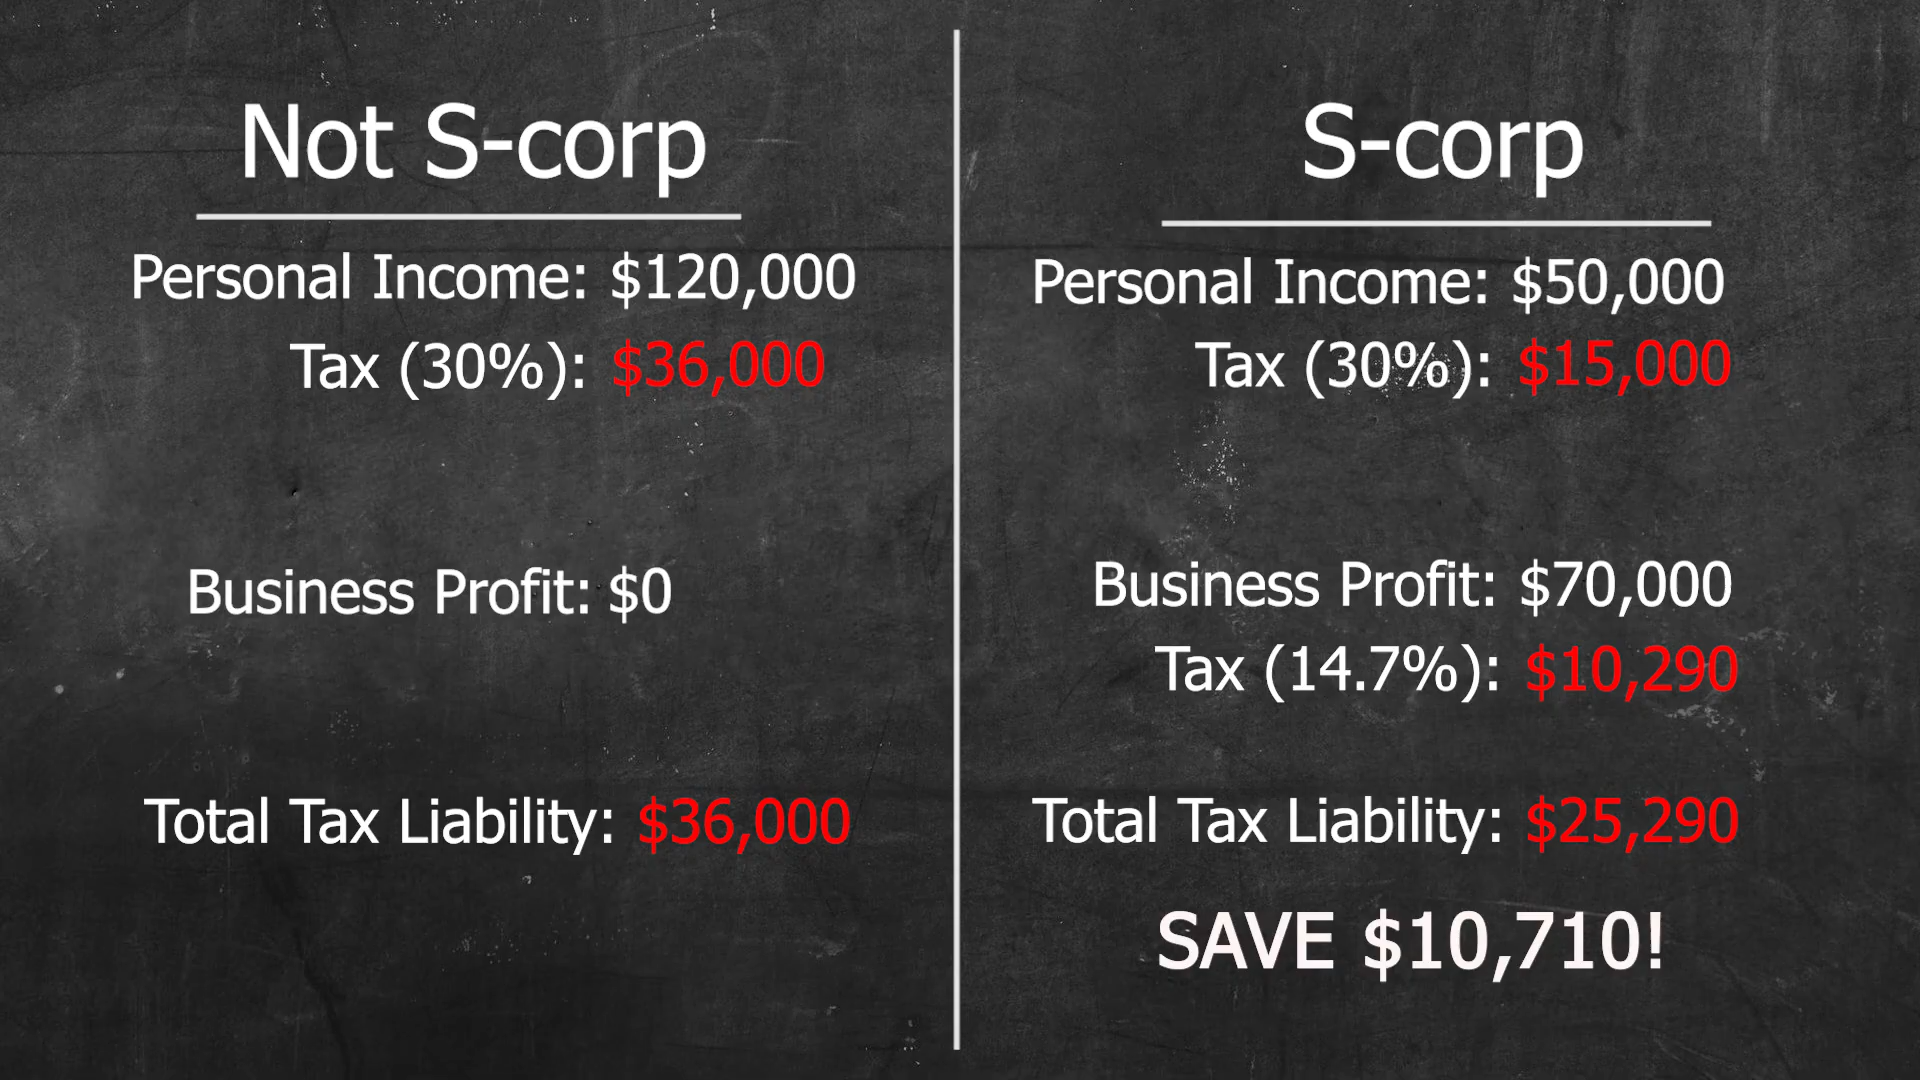 Not S-corp
Personal Income: $120,000
Tax (30%): $36,000
Business Profit: $0
Total Tax Liability: $36,000
S-corp
Personal Income: $50,000
Tax (30%): $15,000
Business Profit: $70,000
Tax (14.7%): $10,290
Total Tax Liability: $25,290
SAVE $10,710!